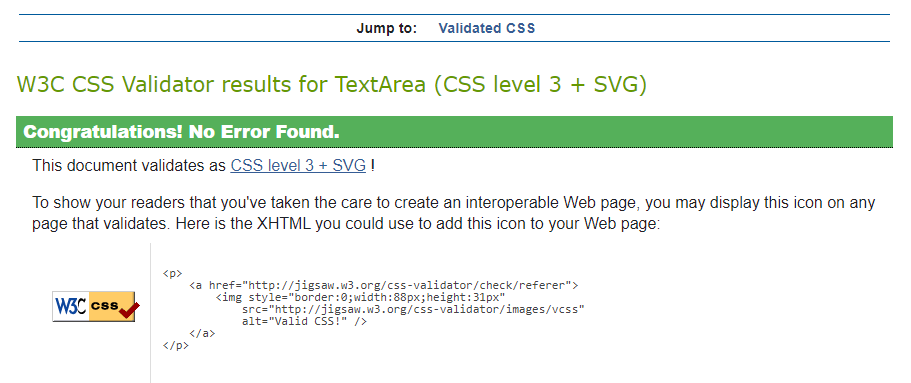 Jump to: Validated CSS
W3C CSS Validator results for TextArea (CSS level 3 + SVG)
Congratulations! No Error Found.
This document validates as CSS level 3 + SVG !
To show your readers that you've taken the care to create an interoperable Web page, you may display this icon on any
page that validates. Here is the XHTML you could use to add this icon to your Web page:
W3C css
<p>
    <a href="http://jigsaw.w3.org/css-validator/check/referer">
        <img style="border:0;width:88px;height:31px"
            src="http://jigsaw.w3.org/css-validator/images/vcss"
            alt="Valid CSS!" />
    </a>
</p>